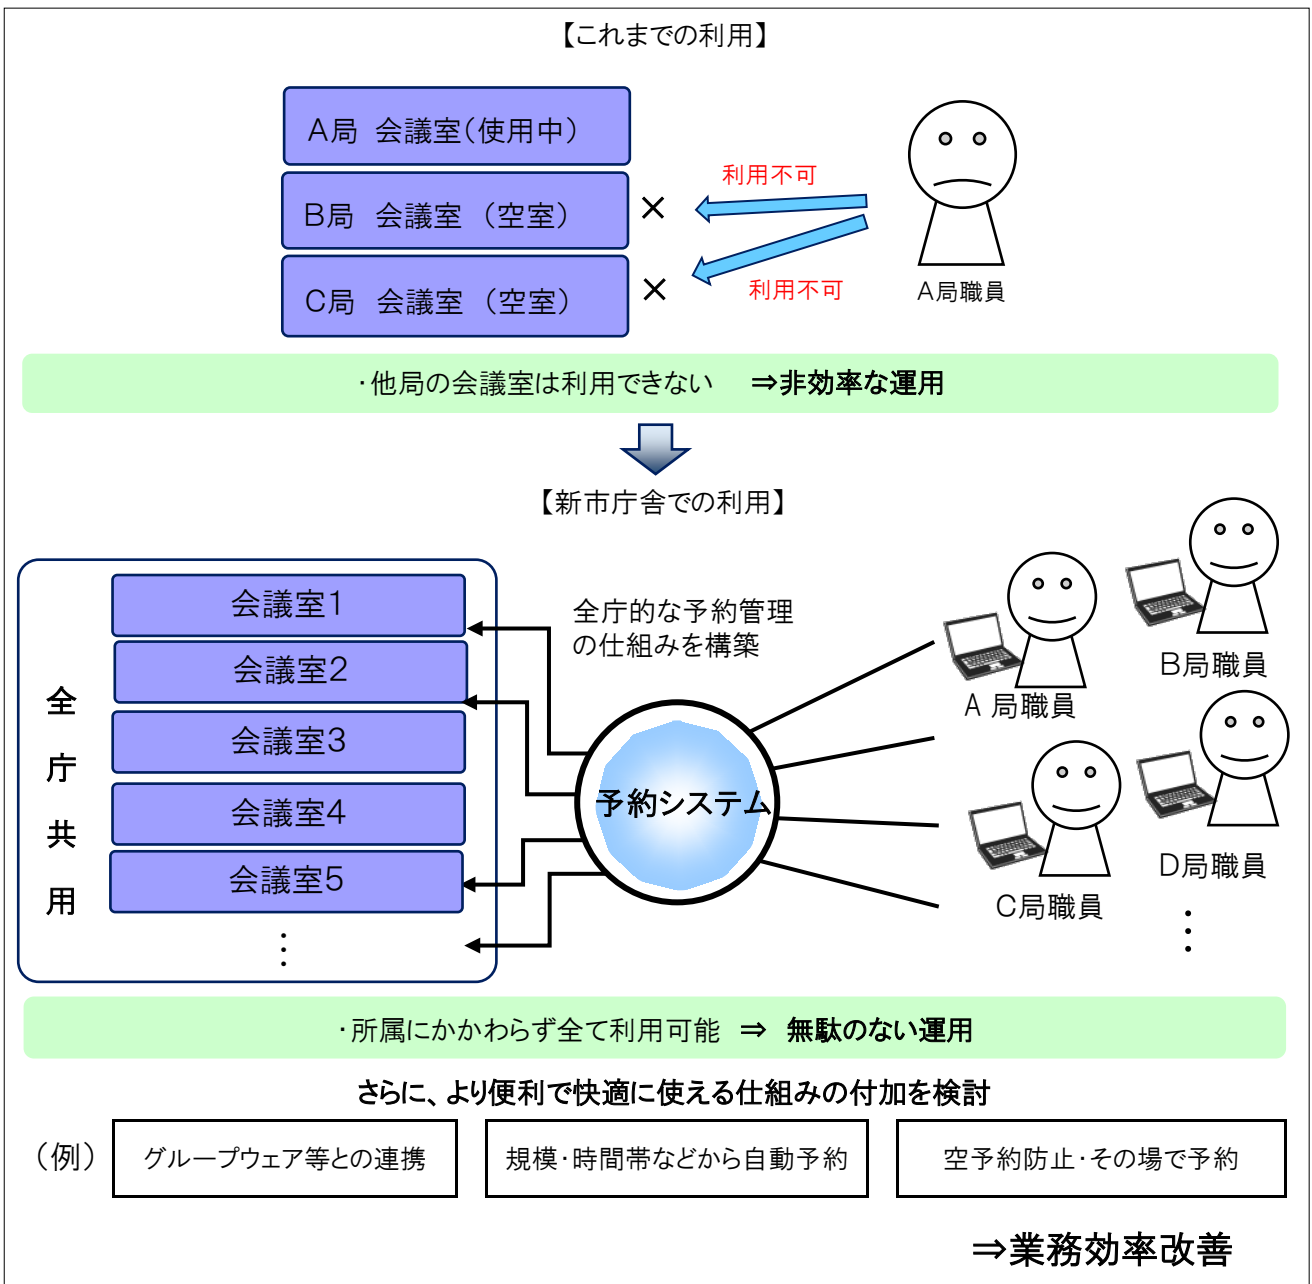 【これまでの利用】
A局　会議室（使用中）
B局　会議室　（空室）
C局　会議室　（空室）
×
×
利用不可
利用不可
A局職員
・他局の会議室は利用できない　⇒非効率な運用
【新市庁舎での利用】
全庁共用
会議室1
会議室2
会議室3
会議室4
会議室5
⋮
全庁的な予約管理
の仕組みを構築
予約システム
A 局職員
B局職員
C局職員
D局職員
⋮
・所属にかかわらず全て利用可能　⇒　無駄のない運用
さらに、より便利で快適に使える仕組みの付加を検討
（例）
グループウェア等との連携
規模・時間帯などから自動予約
空予約防止・その場で予約
⇒業務効率改善